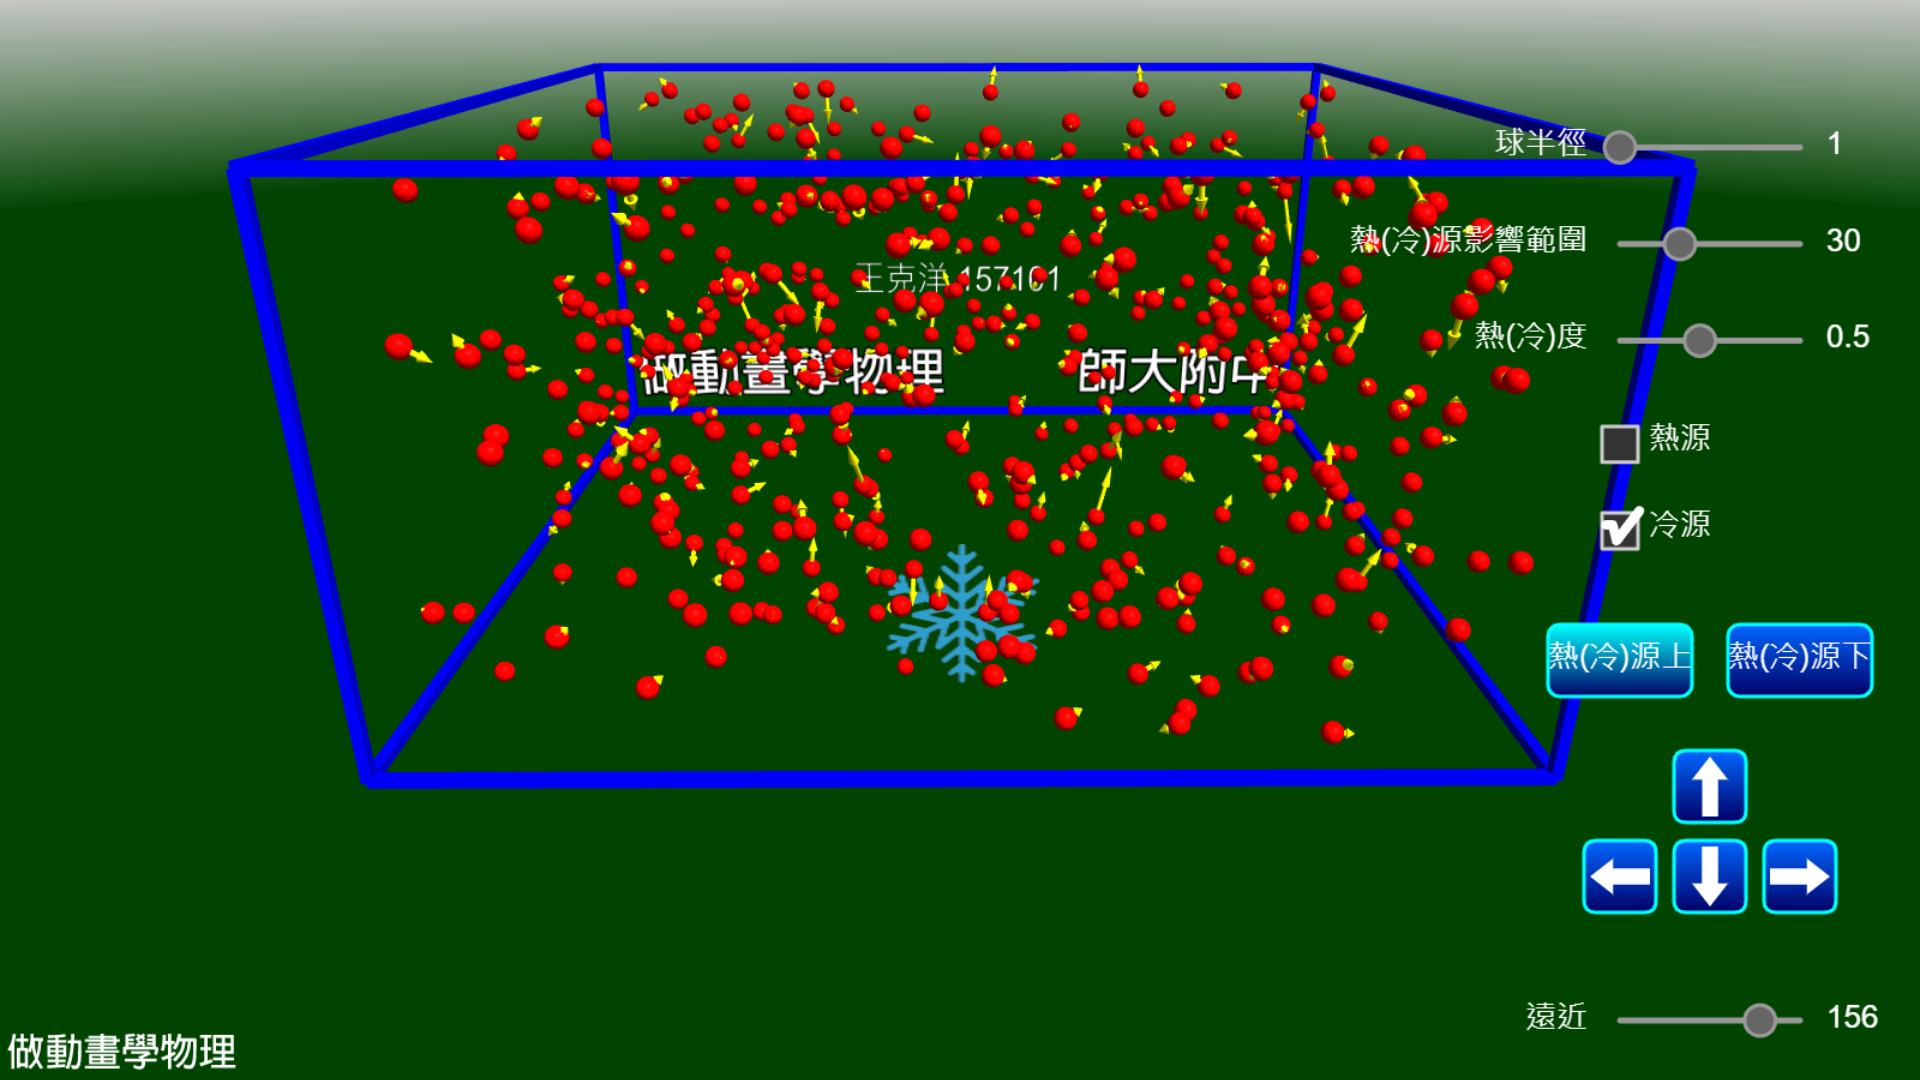 球半徑 1
熱(冷)源影響範圍 30
王克洋 157101
熱(冷)度 0.5
做動畫學物理 師大附中
熱源
冷源
熱(冷)源上 熱(冷)源下
遠近 156
做動畫學物理